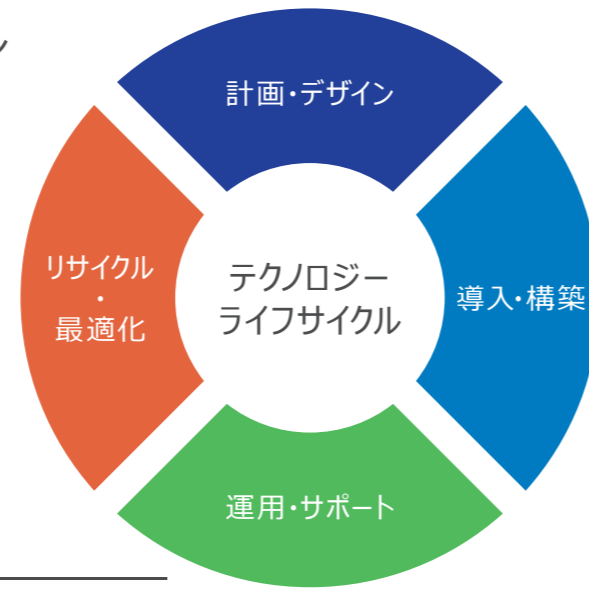 計画・デザイン
リサイクル
・
最適化
テクノロジー
ライフサイクル
導入・構築
運用・サポート